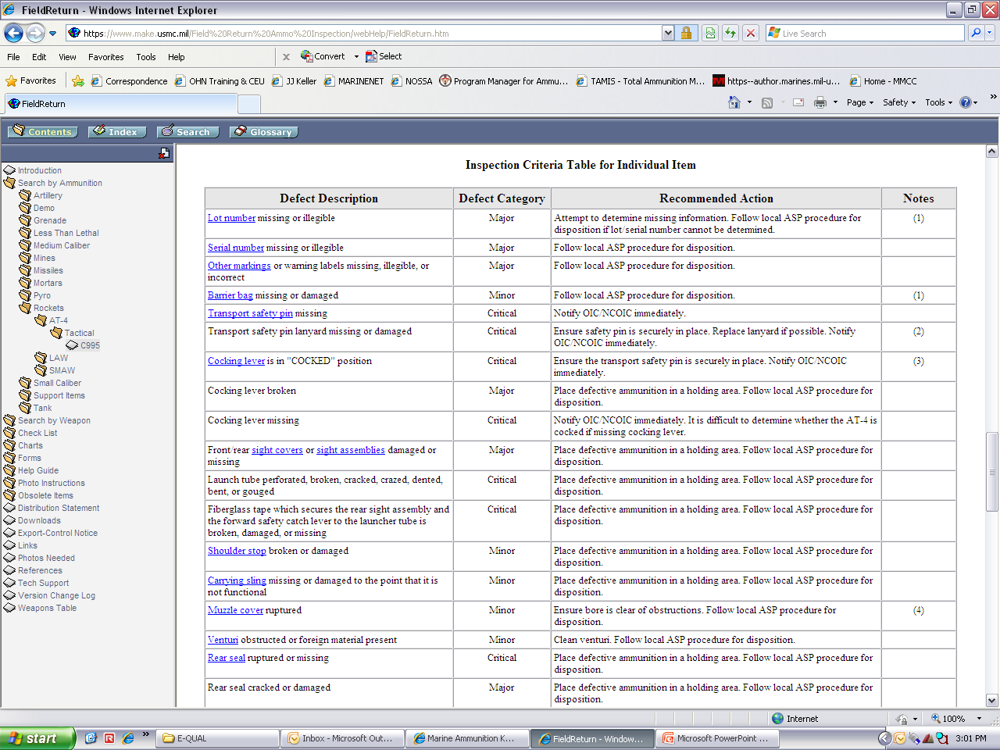 FieldReturn - Windows Internet Explorer
https://www.make.usmc.mil/Field%20Return%20Ammo%20Inspection/webHelp/FieldReturn.htm
Live Search
File Edit View Favorites Tools Help
x Convert Select
Favorites Correspondence OHN Training & CEU JJ Keller MARINENET NOSSA Program Manager for Ammu... TAMIS - Total Ammunition M... https--author.marines.mil-u... Home - MMCC
FieldReturn
Page Safety Tools
Contents Index Search Glossary
Introduction
Search by Ammunition
Artillery
Demo
Grenade
Less Than Lethal
Medium Caliber
Mines
Missiles
Mortars
Pyro
Rockets
AT-4
Tactical
C995
LAW
SMAW
Small Caliber
Support Items
Tank
Search by Weapon
Check List
Charts
Forms
Help Guide
Photo Instructions
Obsolete Items
Distribution Statement
Downloads
Export-Control Notice
Links
Photos Needed
References
Tech Support
Version Change Log
Weapons Table
Inspection Criteria Table for Individual Item
Defect Description Defect Category Recommended Action Notes
Lot number missing or illegible Major Attempt to determine missing information. Follow local ASP procedure for (1)
disposition if lot/serial number cannot be determined.
Serial number missing or illegible Major Follow local ASP procedure for disposition.
Other markings or warning labels missing, illegible, or Major Follow local ASP procedure for disposition.
incorrect
Barrier bag missing or damaged Minor Follow local ASP procedure for disposition. (1)
Transport safety pin missing Critical Notify OIC/NCOIC immediately.
Transport safety pin lanyard missing or damaged Critical Ensure safety pin is securely in place. Replace lanyard if possible. Notify (2)
OIC/NCOIC immediately.
Cocking lever is in "COCKED" position Critical Ensure the transport safety pin is securely in place. Notify OIC/NCOIC (3)
immediately.
Cocking lever broken Major Place defective ammunition in a holding area. Follow local ASP procedure for
disposition.
Cocking lever missing Critical Notify OIC/NCOIC immediately. It is difficult to determine whether the AT-4 is
cocked if missing cocking lever.
Front/rear sight covers or sight assemblies damaged or Major Place defective ammunition in a holding area. Follow local ASP procedure for
missing disposition.
Launch tube perforated, broken, cracked, crazed, dented, Critical Place defective ammunition in a holding area. Follow local ASP procedure for
bent, or gouged disposition.
Fiberglass tape which secures the rear sight assembly and Critical Place defective ammunition in a holding area. Follow local ASP procedure for
the forward safety catch lever to the launcher tube is disposition.
broken, damaged, or missing
Shoulder stop broken or damaged Minor Place defective ammunition in a holding area. Follow local ASP procedure for
disposition.
Carrying sling missing or damaged to the point that it is Minor Place defective ammunition in a holding area. Follow local ASP procedure for
not functional disposition.
Muzzle cover ruptured Minor Ensure bore is clear of obstructions. Follow local ASP procedure for (4)
disposition.
Venturi obstructed or foreign material present Minor Clean venturi. Follow local ASP procedure for disposition.
Rear seal ruptured or missing Critical Place defective ammunition in a holding area. Follow local ASP procedure for
disposition.
Rear seal cracked or damaged Major Place defective ammunition in a holding area. Follow local ASP procedure for
disposition.
Internet 100%
start E-QUAL Inbox - Microsoft Out... Marine Ammunition K... FieldReturn - Window... Microsoft PowerPoint ... 3:01 PM